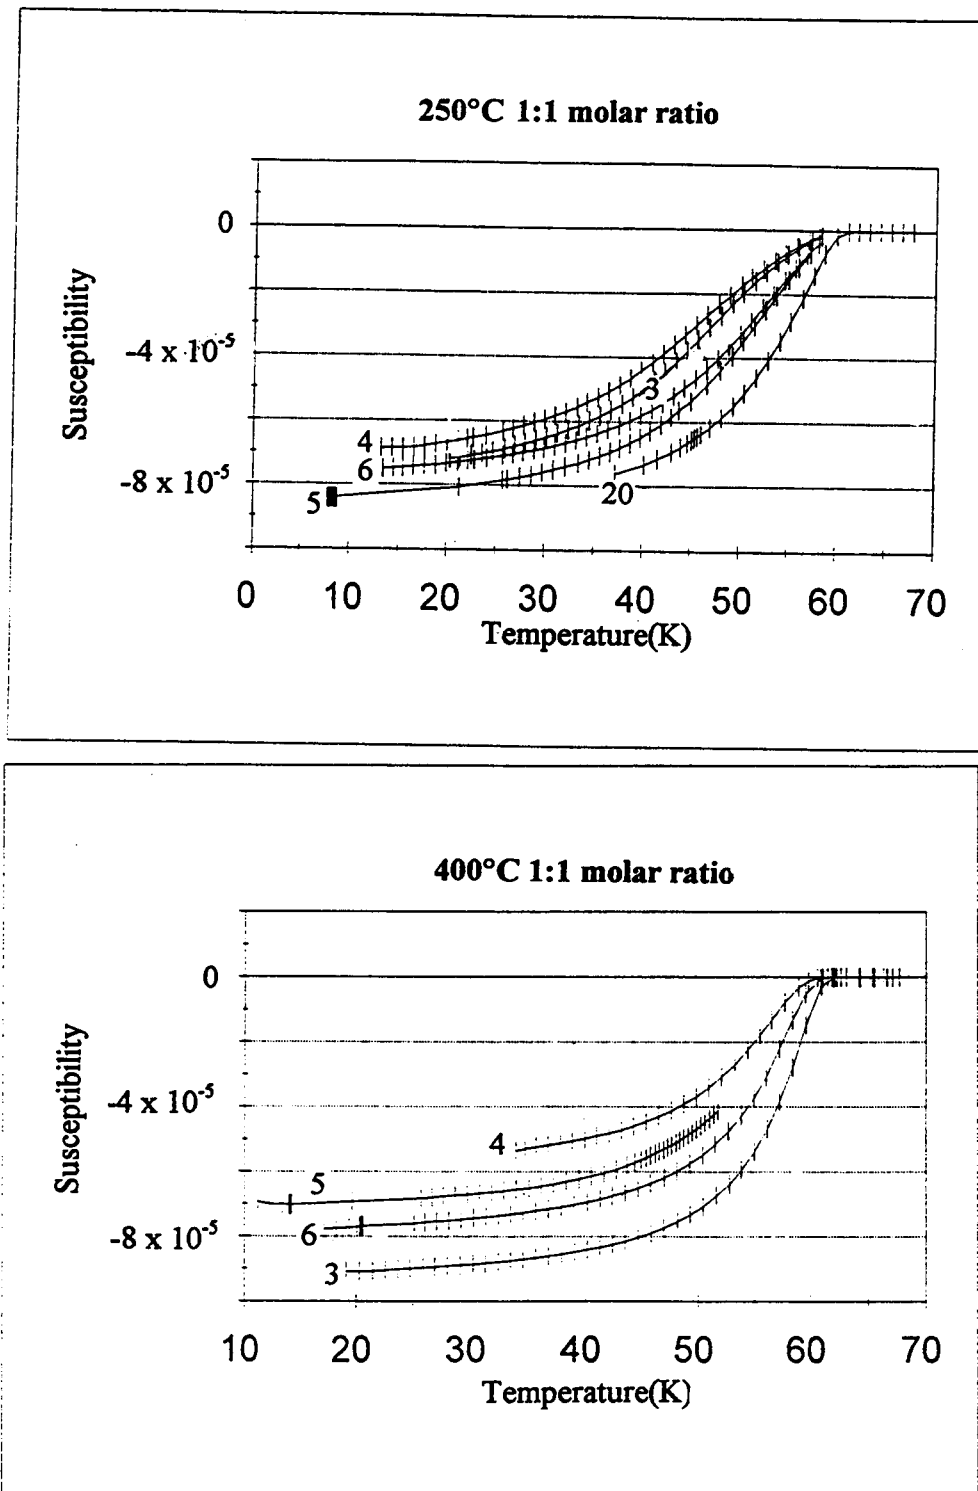 250°C 1:1 molar ratio
Susceptibility
0
-4 x 10⁻⁵
-8 x 10⁻⁵
3
4
6
5
20
0 10 20 30 40 50 60 70
Temperature(K)
400°C 1:1 molar ratio
Susceptibility
0
-4 x 10⁻⁵
-8 x 10⁻⁵
4
5
6
3
10 20 30 40 50 60 70
Temperature(K)